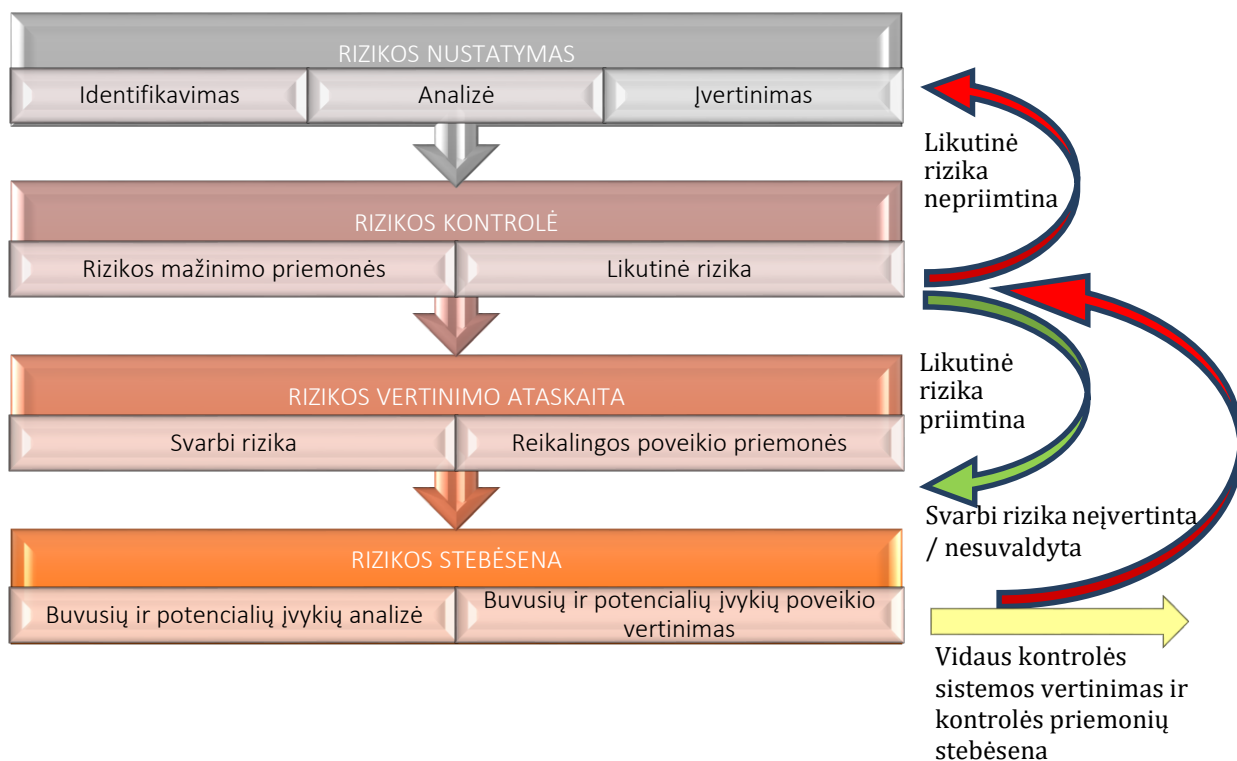 RIZIKOS NUSTATYMAS
Identifikavimas
Analizė
Įvertinimas
Likutinė
rizika
nepriimtina
RIZIKOS KONTROLĖ
Rizikos mažinimo priemonės
Likutinė rizika
Likutinė
rizika
priimtina
RIZIKOS VERTINIMO ATASKAITA
Svarbi rizika
Reikalingos poveikio priemonės
Svarbi rizika neįvertinta
/ nesuvaldyta
RIZIKOS STEBĖSENA
Buvusių ir potencialių įvykių analizė
Buvusių ir potencialių įvykių poveikio
vertinimas
Vidaus kontrolės
sistemos vertinimas ir
kontrolės priemonių
stebėsena